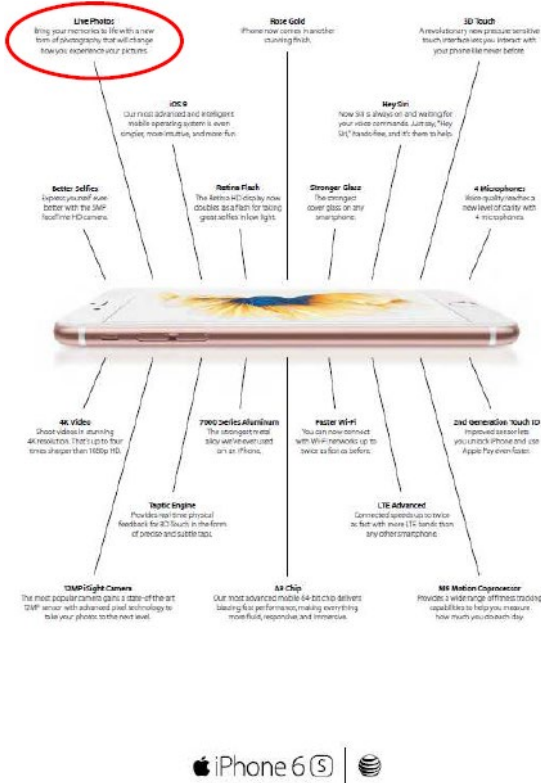 Live Photos
Bring your memories to life with a new
form of photography that will change
how you experience your pictures.
Rose Gold
iPhone now comes in another
stunning finish.
3D Touch
A revolutionary new pressure sensitive
touch interface lets you interact with
your phone like never before.
iOS 9
Our most advanced and intelligent
mobile operating system is even
simpler, more intuitive, and more fun.
Hey Siri
Now Siri is always on and waiting for
your voice commands. Just say, "Hey
Siri," hands-free, and it's there to help.
Better Selfies
Express yourself even
better with the 5MP
FaceTime HD camera.
Retina Flash
The Retina HD display now
doubles as a flash for taking
great selfies in low light.
Stronger Glass
The strongest
cover glass on any
smartphone.
4 Microphones
Voice quality reaches a
new level of clarity with
4 microphones.
4K Video
Shoot videos in stunning
4K resolution. That's up to four
times sharper than 1080p HD.
7000 Series Aluminum
The strongest metal
alloy we've ever used
on an iPhone.
Faster Wi-Fi
You can now connect
with Wi-Fi networks up to
twice as fast as before.
2nd Generation Touch ID
Improved sensor lets
you unlock iPhone and use
Apple Pay even faster.
Taptic Engine
Provides real-time physical
feedback for 3D Touch in the form
of precise and subtle taps.
LTE Advanced
Connected speeds up to twice
as fast with more LTE bands than
any other smartphone.
12MP iSight Camera
The most popular camera gains a state-of-the-art
12MP sensor with advanced pixel technology to
take your photos to the next level.
A9 Chip
Our most advanced mobile 64-bit chip delivers
blazing fast performance, making everything
more fluid, responsive, and immersive.
M9 Motion Coprocessor
Provides a wide range of fitness tracking
capabilities to help you measure
how much you do each day.
iPhone 6S